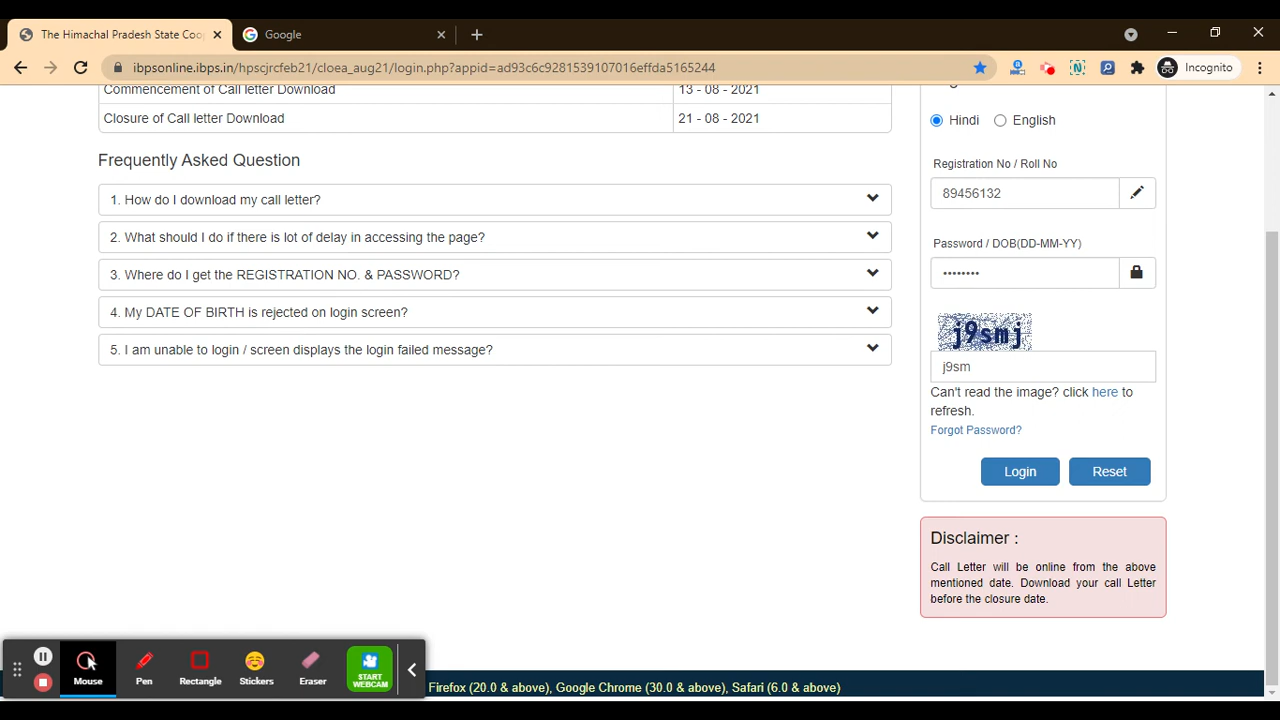 The Himachal Pradesh State Coo
Google
ibpsonline.ibps.in/hpscjrcfeb21/cloea_aug21/login.php?appid=ad93c6c9281539107016effda5165244
Incognito
Commencement of Call letter Download 13 - 08 - 2021
Closure of Call letter Download 21 - 08 - 2021
Frequently Asked Question
1. How do I download my call letter?
2. What should I do if there is lot of delay in accessing the page?
3. Where do I get the REGISTRATION NO. & PASSWORD?
4. My DATE OF BIRTH is rejected on login screen?
5. I am unable to login / screen displays the login failed message?
Hindi English
Registration No / Roll No
89456132
Password / DOB(DD-MM-YY)
••••••••
j9smj
j9sm
Can't read the image? click here to
refresh.
Forgot Password?
Login Reset
Disclaimer :
Call Letter will be online from the above
mentioned date. Download your call Letter
before the closure date.
Mouse Pen Rectangle Stickers Eraser
START
WEBCAM
Firefox (20.0 & above), Google Chrome (30.0 & above), Safari (6.0 & above)